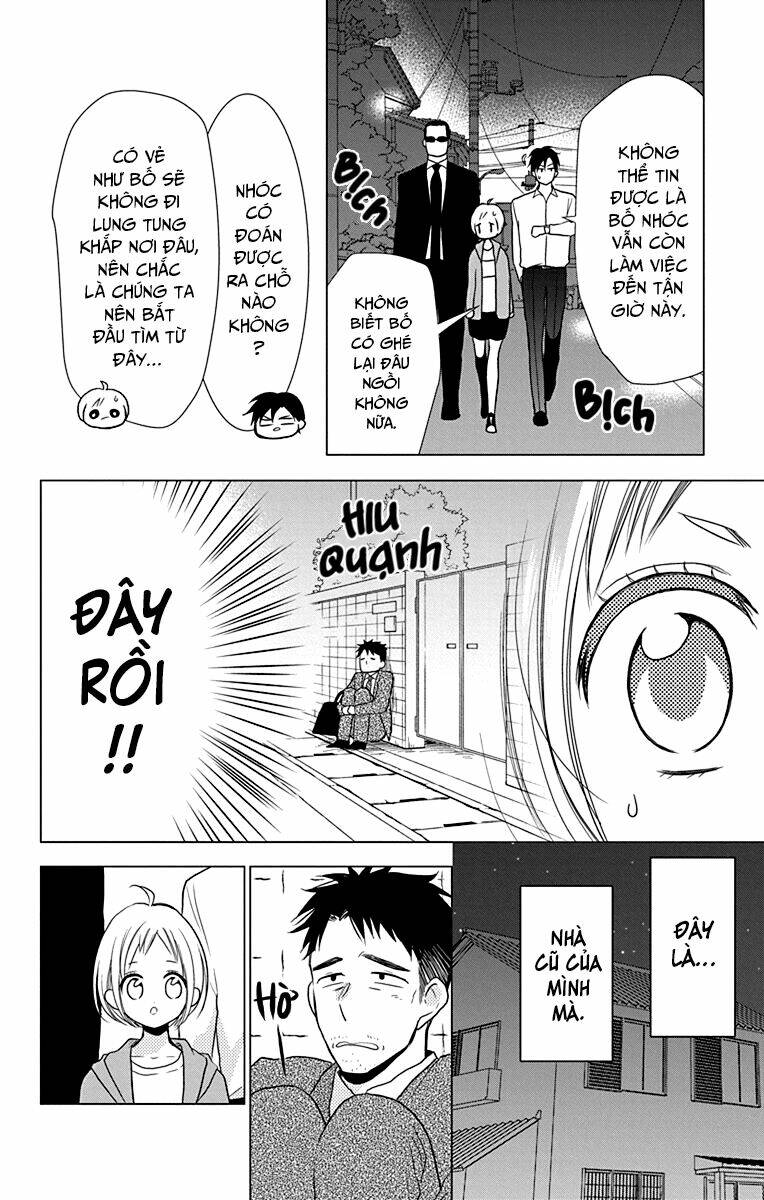 KHÔNG
THỂ TIN
ĐƯỢC LÀ
BỐ NHÓC
VẪN CÒN
LÀM VIỆC
ĐẾN TẬN
GIỜ NÀY.
BỊCH
BỊCH
KHÔNG
BIẾT BỐ
CÓ GHÉ
LẠI ĐÂU
NGỒI
KHÔNG
NỮA.
NHÓC
CÓ
ĐOÁN
ĐƯỢC
RA CHỖ
NÀO
KHÔNG
?
CÓ VẺ
NHƯ BỐ SẼ
KHÔNG ĐI
LUNG TUNG
KHẮP NƠI ĐÂU,
NÊN CHẮC
LÀ CHÚNG TA
NÊN BẮT
ĐẦU TÌM TỪ
ĐÂY...
HIU
QUẠNH
ĐÂY
RỒI
!!
ĐÂY
LÀ...
NHÀ
CŨ CỦA
MÌNH
MÀ.
HỜ